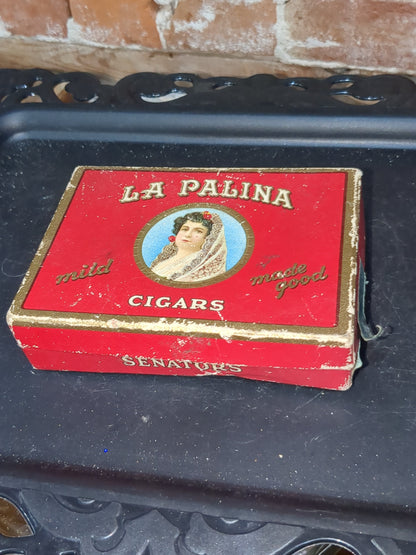 LA PALINA
mild
made
good
CIGARS
SENATORS